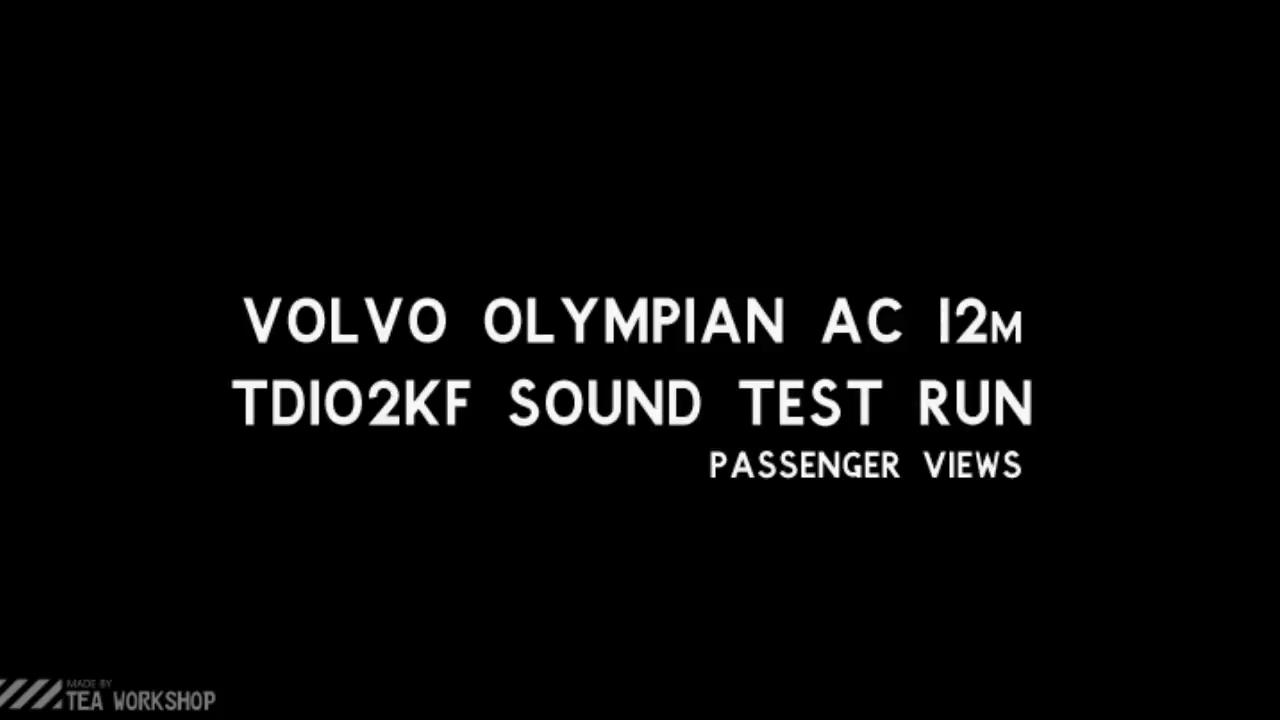 VOLVO OLYMPIAN AC 12M
TD102KF SOUND TEST RUN
PASSENGER VIEWS
MADE BY
TEA WORKSHOP